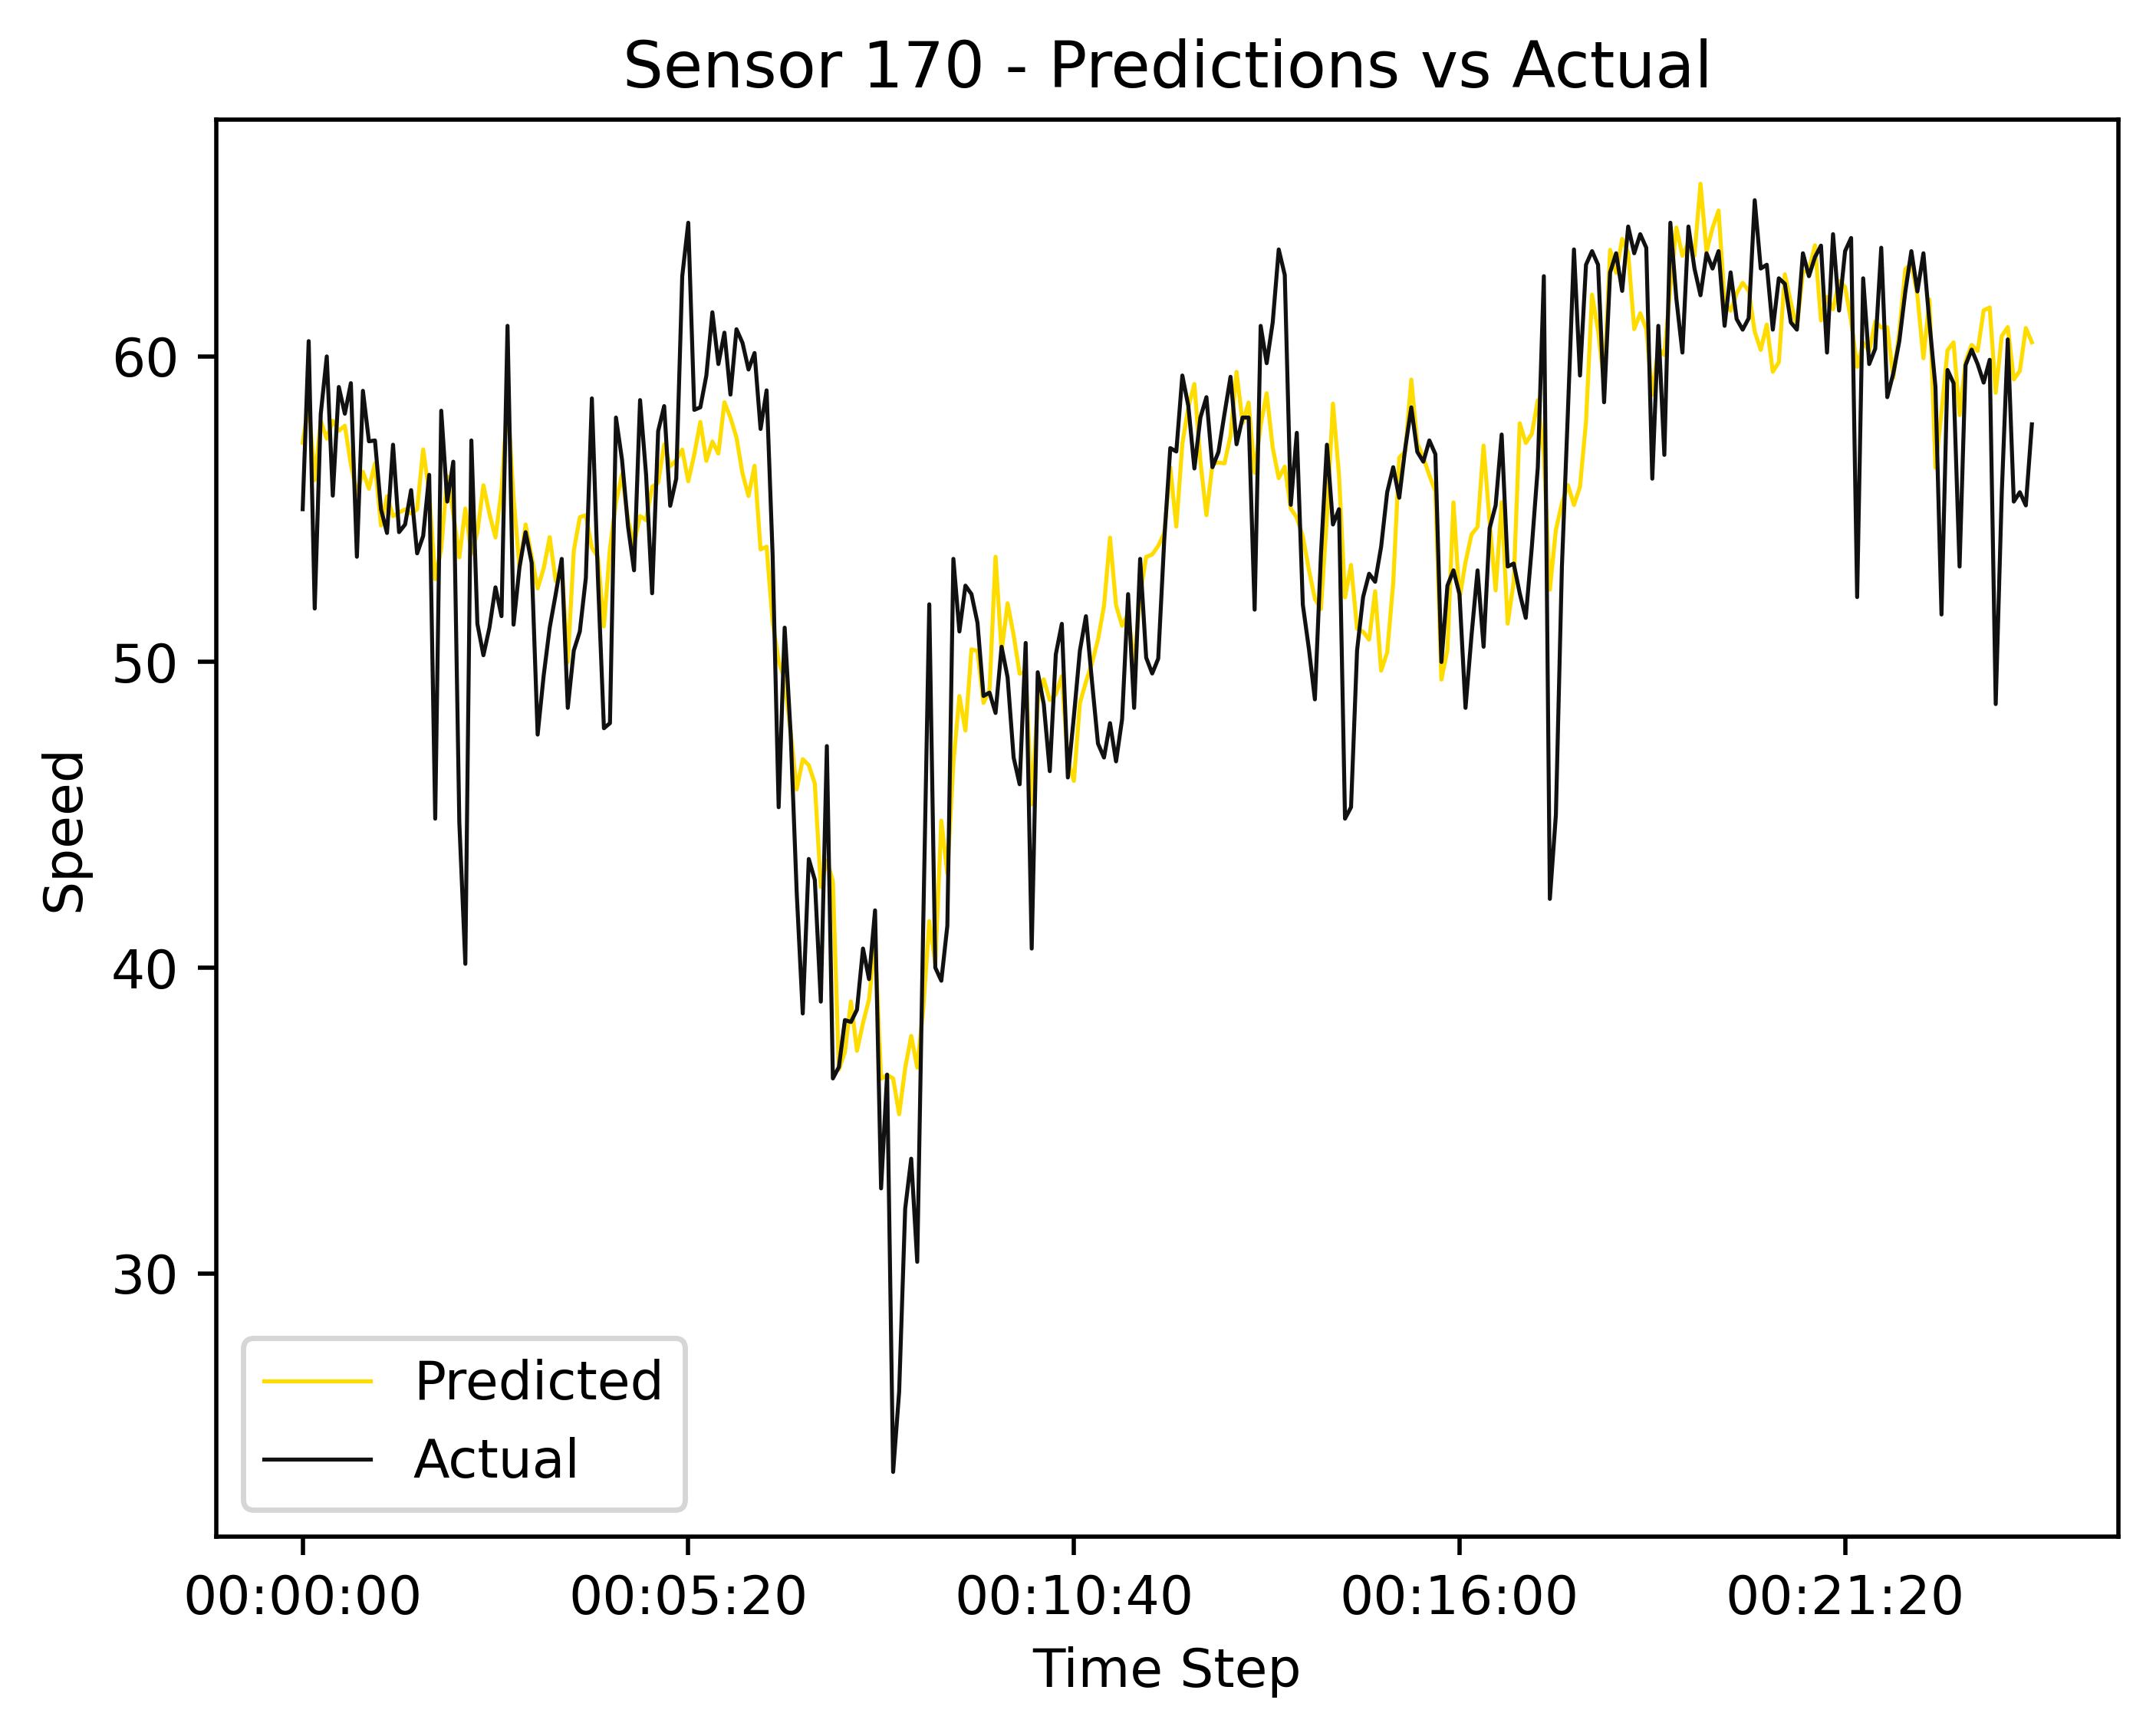 Sensor 170 - Predictions vs Actual
60
50
40
30
Speed
Predicted
Actual
00:00:00 00:05:20 00:10:40 00:16:00 00:21:20
Time Step